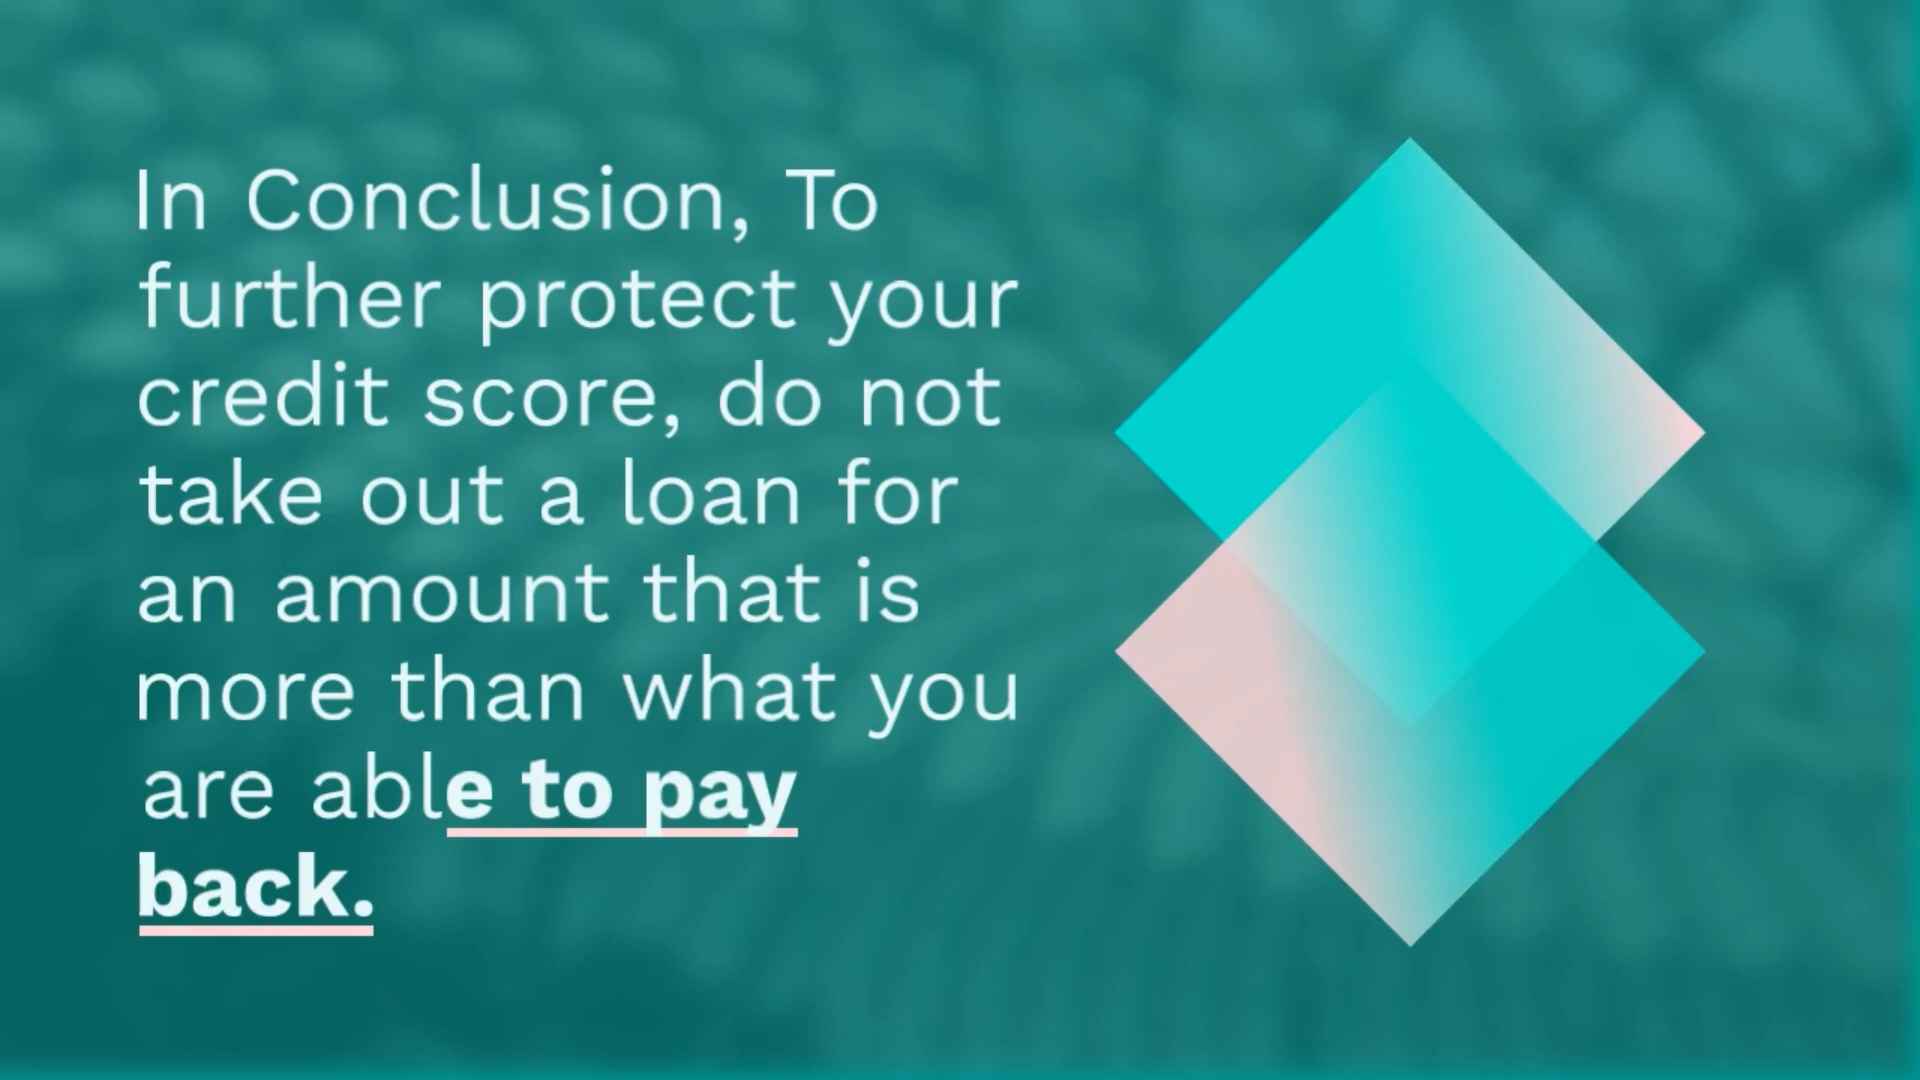 In Conclusion, To
further protect your
credit score, do not
take out a loan for
an amount that is
more than what you
are able to pay
back.